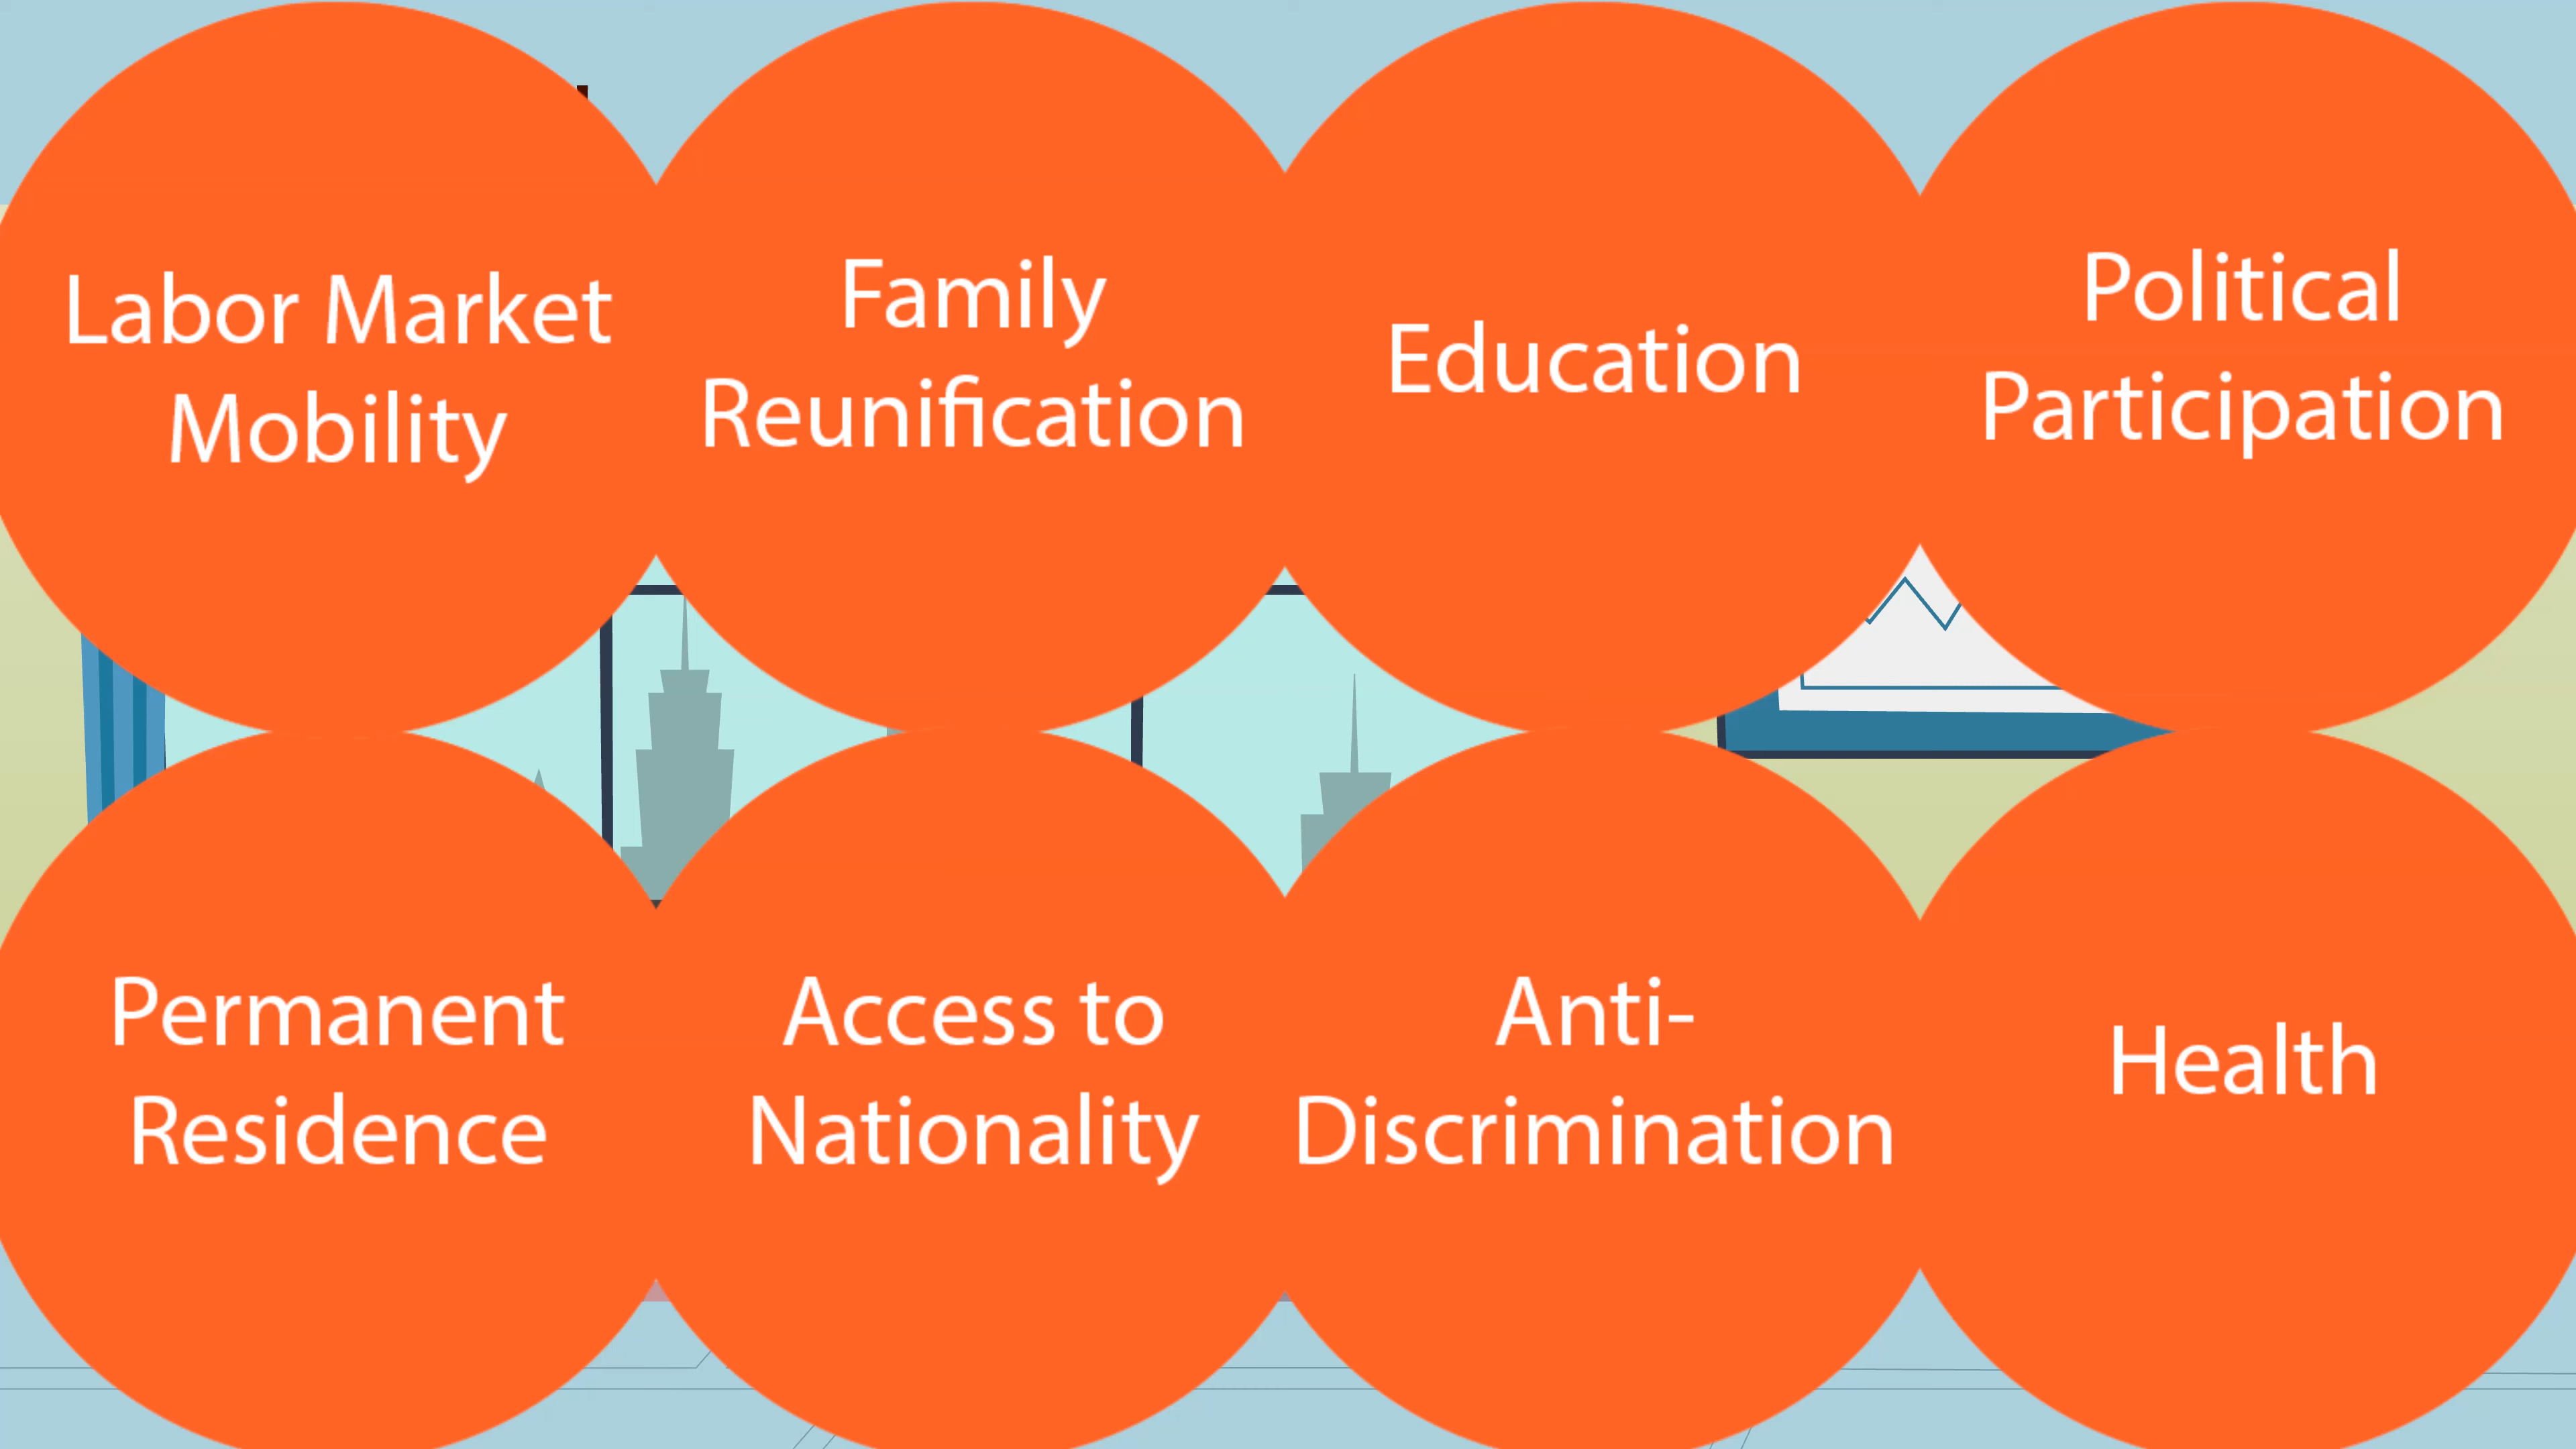 Labor Market
Mobility
Family
Reunification
Education
Political
Participation
Permanent
Residence
Access to
Nationality
Anti-
Discrimination
Health